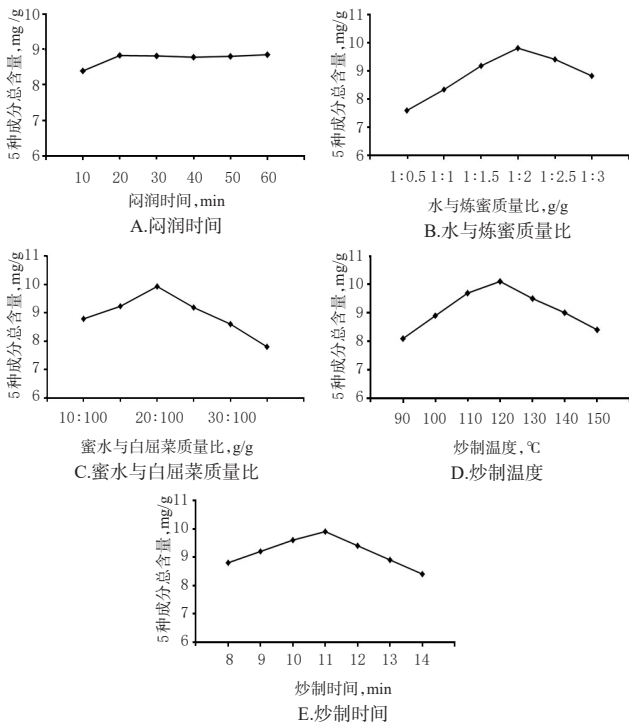 5种成分总含量,mg/g
10
9
8
7
6
10 20 30 40 50 60
闷润时间,min
A.闷润时间
5种成分总含量,mg/g
11
10
9
8
7
6
1∶0.5 1∶1 1∶1.5 1∶2 1∶2.5 1∶3
水与炼蜜质量比,g/g
B.水与炼蜜质量比
5种成分总含量,mg/g
11
10
9
8
7
6
10∶100 20∶100 30∶100
蜜水与白屈菜质量比,g/g
C.蜜水与白屈菜质量比
5种成分总含量,mg/g
11
10
9
8
7
6
90 100 110 120 130 140 150
炒制温度,℃
D.炒制温度
5种成分总含量,mg/g
11
10
9
8
7
6
8 9 10 11 12 13 14
炒制时间,min
E.炒制时间